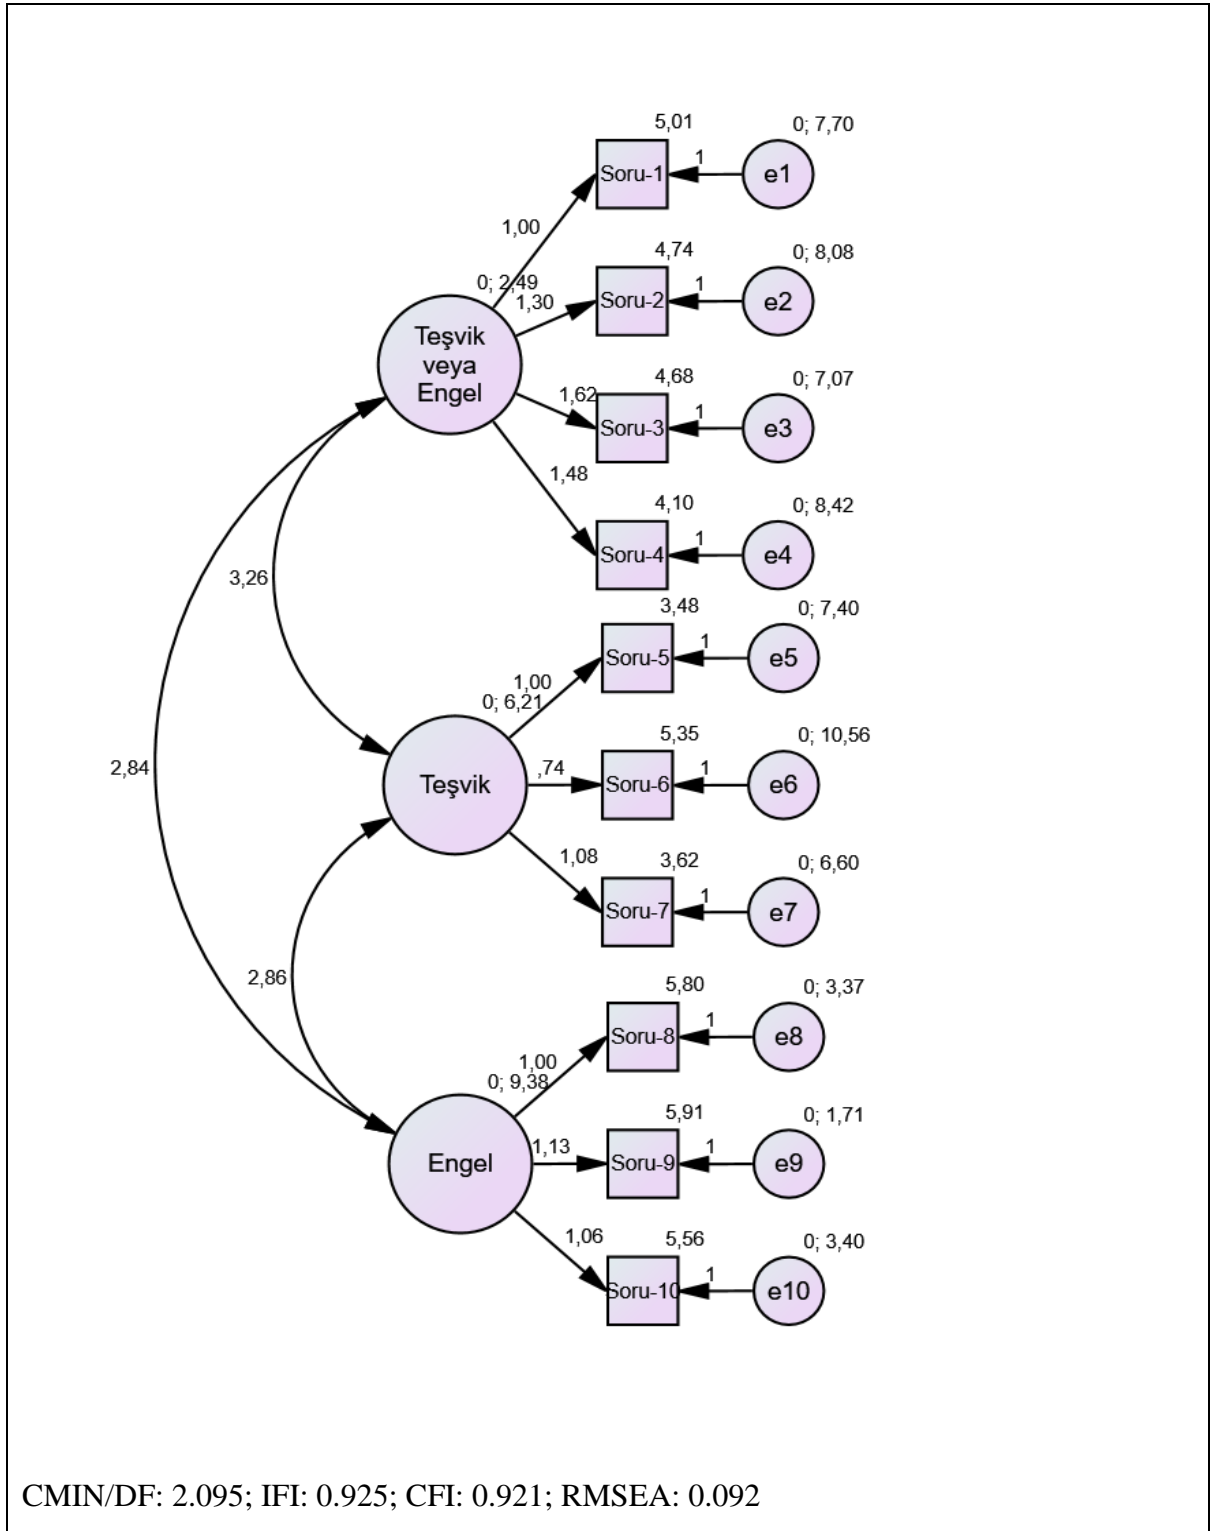 5,01
0; 7,70
Soru-1
1
e1
1,00
4,74
0; 8,08
0; 2,49
1,30
Soru-2
1
e2
Teşvik
veya
Engel
4,68
0; 7,07
1,62
Soru-3
1
e3
1,48
4,10
0; 8,42
Soru-4
1
e4
3,26
3,48
0; 7,40
Soru-5
1
e5
1,00
0; 6,21
5,35
0; 10,56
Teşvik
,74
Soru-6
1
e6
2,84
1,08
3,62
0; 6,60
Soru-7
1
e7
2,86
5,80
0; 3,37
Soru-8
1
e8
1,00
0; 9,38
5,91
0; 1,71
Engel
1,13
Soru-9
1
e9
1,06
5,56
0; 3,40
Soru-10
1
e10
CMIN/DF: 2.095; IFI: 0.925; CFI: 0.921; RMSEA: 0.092